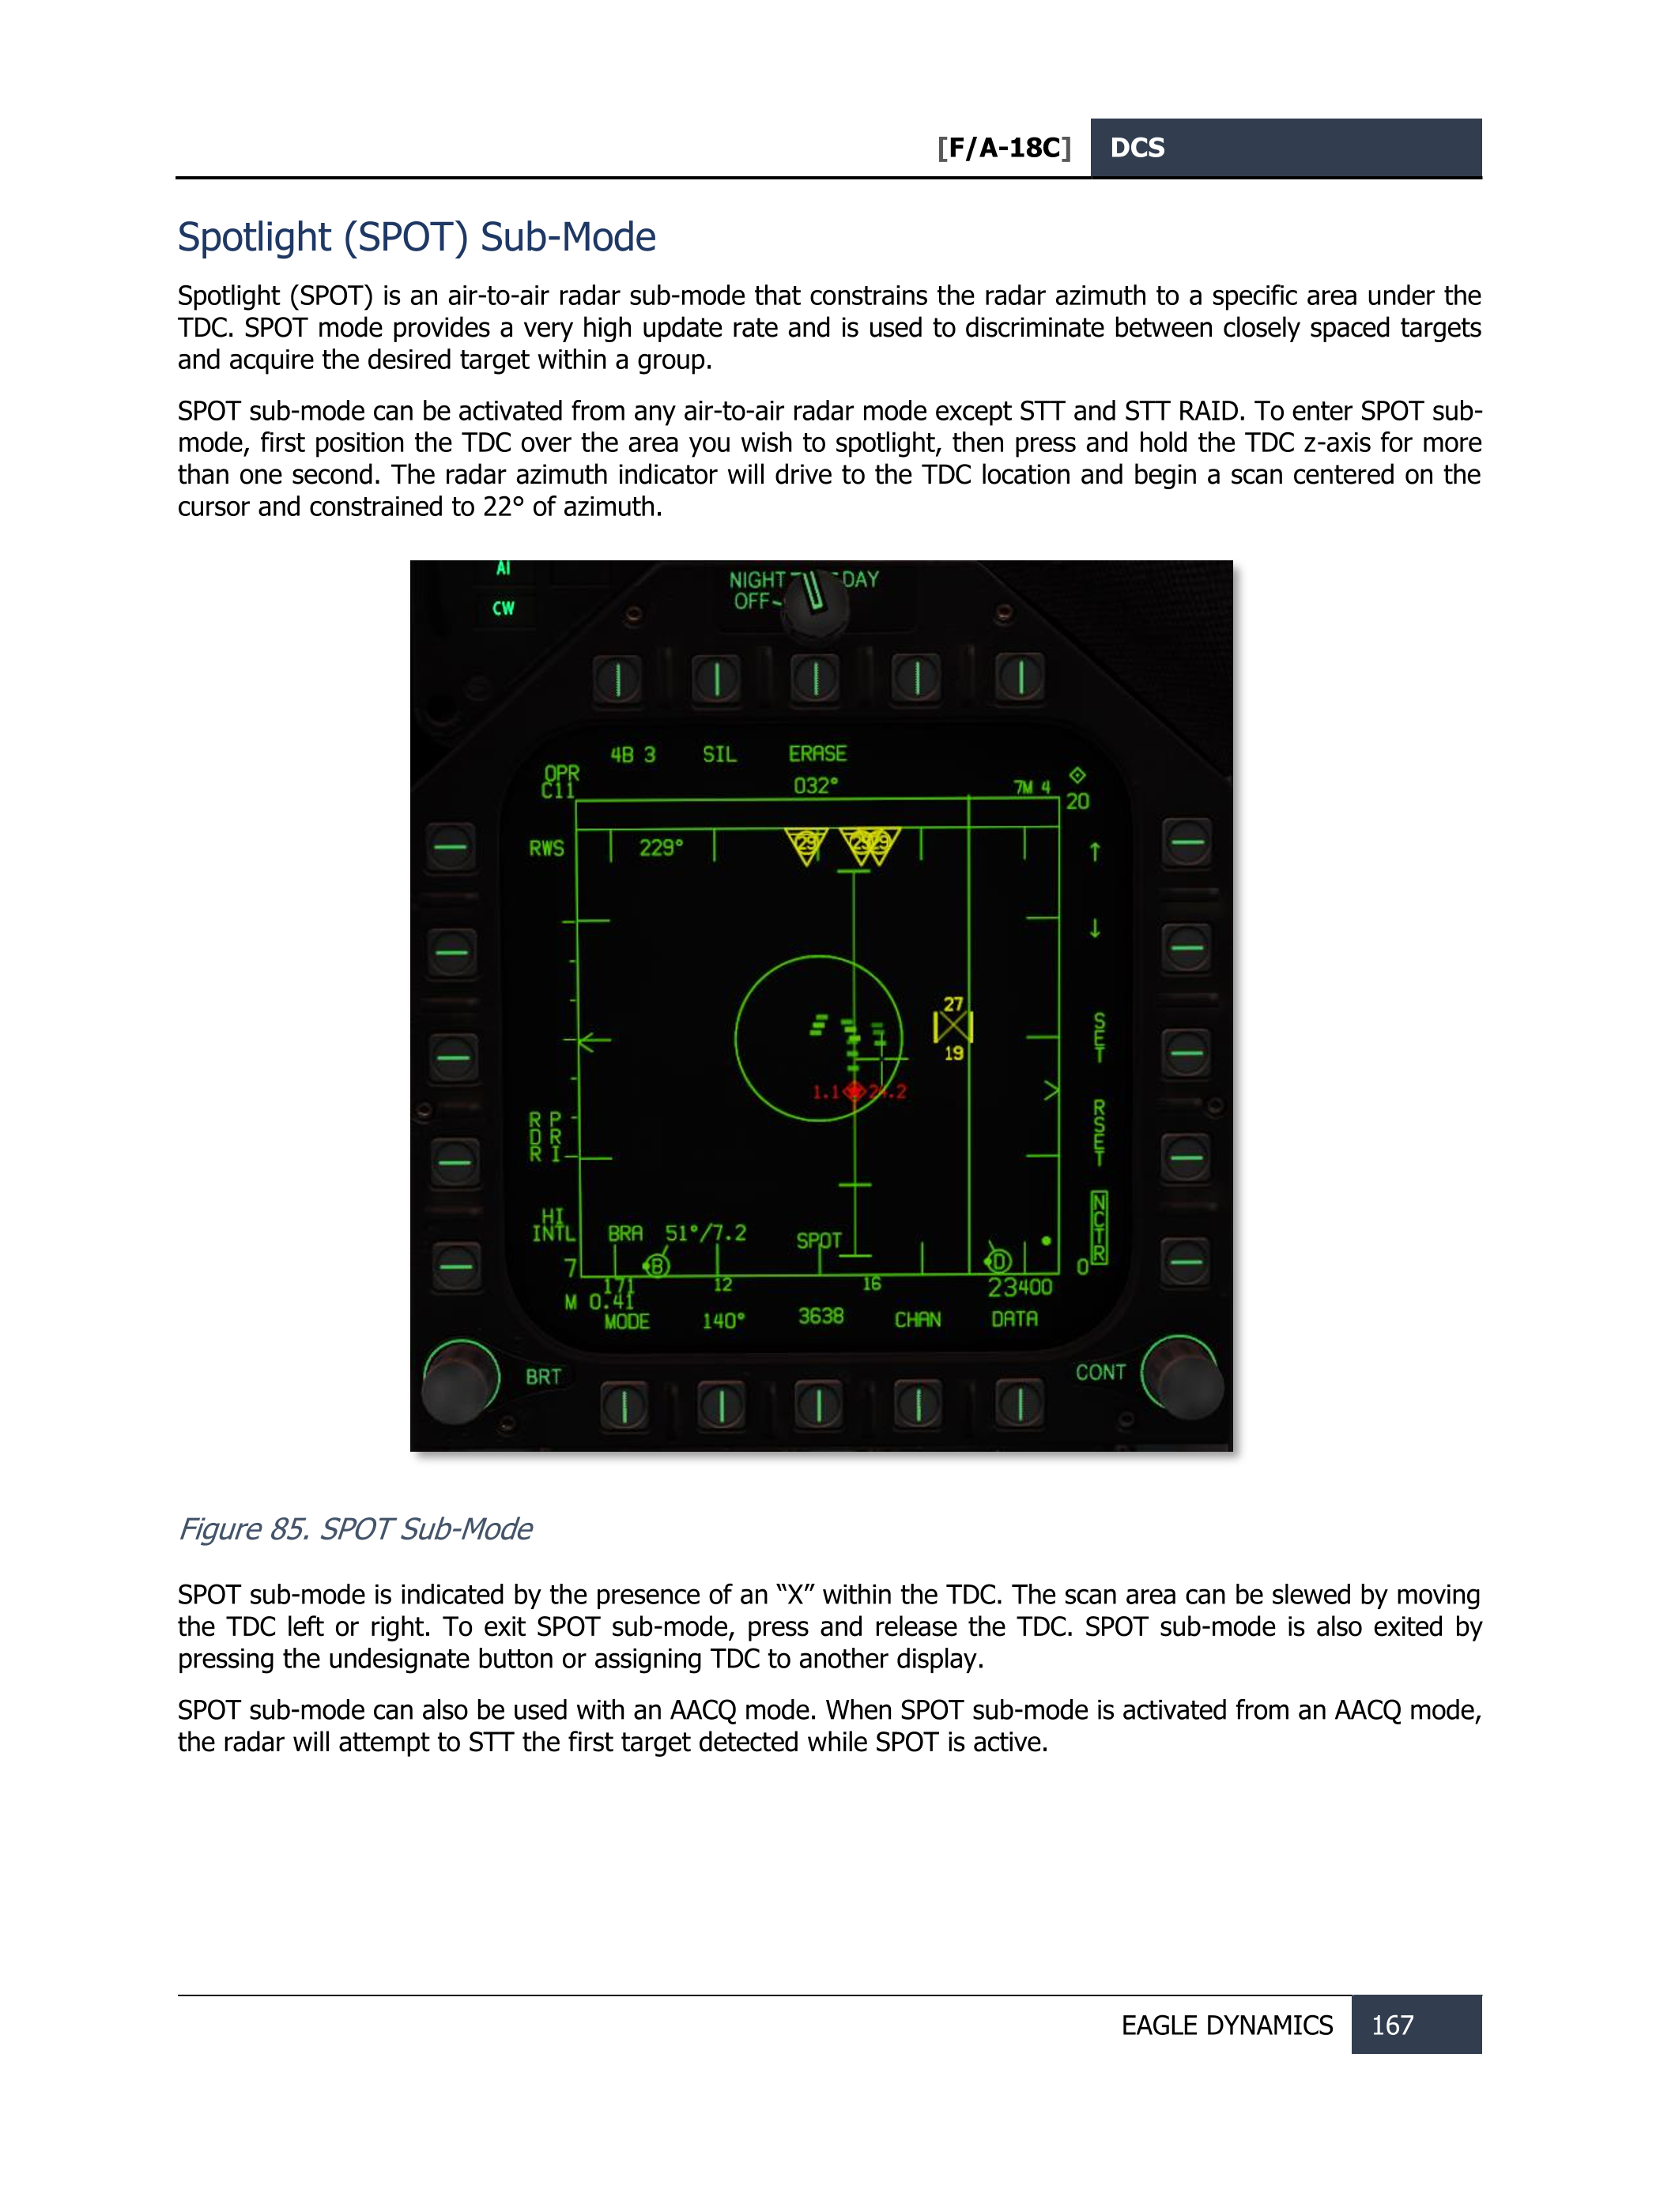 [F/A-18C] DCS
Spotlight (SPOT) Sub-Mode
Spotlight (SPOT) is an air-to-air radar sub-mode that constrains the radar azimuth to a specific area under the
TDC. SPOT mode provides a very high update rate and is used to discriminate between closely spaced targets
and acquire the desired target within a group.
SPOT sub-mode can be activated from any air-to-air radar mode except STT and STT RAID. To enter SPOT sub-
mode, first position the TDC over the area you wish to spotlight, then press and hold the TDC z-axis for more
than one second. The radar azimuth indicator will drive to the TDC location and begin a scan centered on the
cursor and constrained to 22° of azimuth.
AI
CW
NIGHT DAY
OFF
4B 3 SIL ERASE
OPR
C11
032°
7M 4
20
RWS
229°
29
27
19
SET
RSET
NCTR
1.1
RDR
PRI
HI
INTL
BRA 51°/7.2
SPOT
7
B
D
0
171
12
16
23400
M 0.41
MODE 140° 3638 CHAN DATA
BRT
CONT
Figure 85. SPOT Sub-Mode
SPOT sub-mode is indicated by the presence of an “X” within the TDC. The scan area can be slewed by moving
the TDC left or right. To exit SPOT sub-mode, press and release the TDC. SPOT sub-mode is also exited by
pressing the undesignate button or assigning TDC to another display.
SPOT sub-mode can also be used with an AACQ mode. When SPOT sub-mode is activated from an AACQ mode,
the radar will attempt to STT the first target detected while SPOT is active.
EAGLE DYNAMICS 167